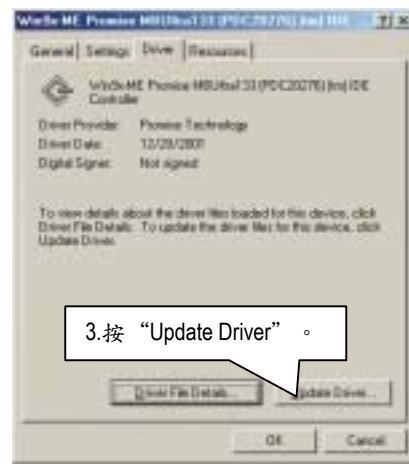 Win9x-ME Promise MBUltra133 (PDC20276) (tm) IDE
General Settings Driver Resources
Win9x-ME Promise MBUltra133 (PDC20276) (tm) IDE
Controller
Driver Provider: Promise Technology
Driver Date: 12/20/2001
Digital Signer: Not signed
To view details about the driver files loaded for this device, click
Driver File Details. To update the driver files for this device, click
Update Driver.
3.按“Update Driver”。
Driver File Details... Update Driver...
OK Cancel